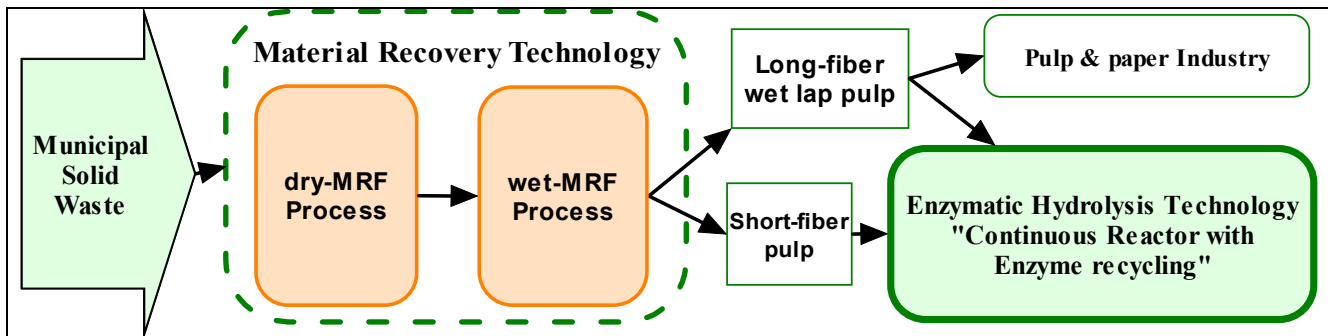 Municipal
Solid
Waste
Material Recovery Technology
dry-MRF
Process
wet-MRF
Process
Long-fiber
wet lap pulp
Short-fiber
pulp
Pulp & paper Industry
Enzymatic Hydrolysis Technology
"Continuous Reactor with
Enzyme recycling"